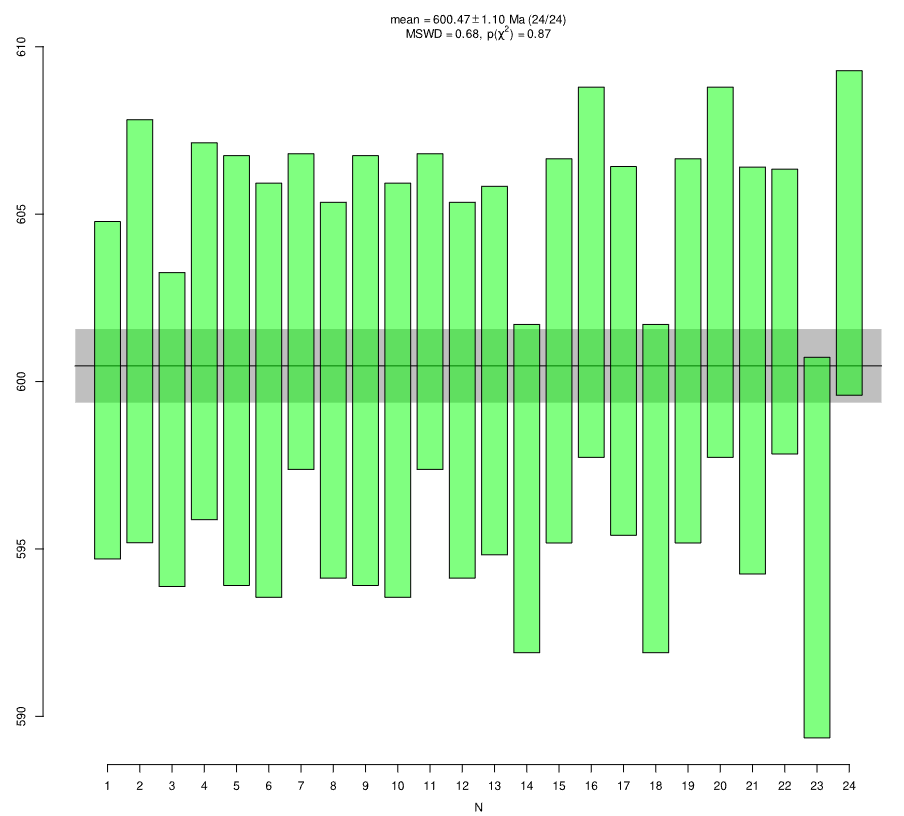 mean = 600.47 ± 1.10 Ma (24/24)
MSWD = 0.68, p(χ²) = 0.87
610
605
600
595
590
1 2 3 4 5 6 7 8 9 10 11 12 13 14 15 16 17 18 19 20 21 22 23 24
N